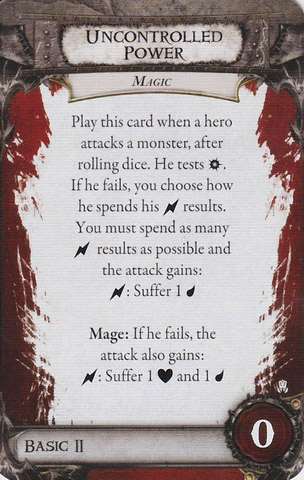 UNCONTROLLED
POWER
MAGIC
Play this card when a hero
attacks a monster, after
rolling dice. He tests .
If he fails, you choose how
he spends his results.
You must spend as many
results as possible and
the attack gains:
: Suffer 1
Mage: If he fails, the
attack also gains:
: Suffer 1 and 1
BASIC II
0